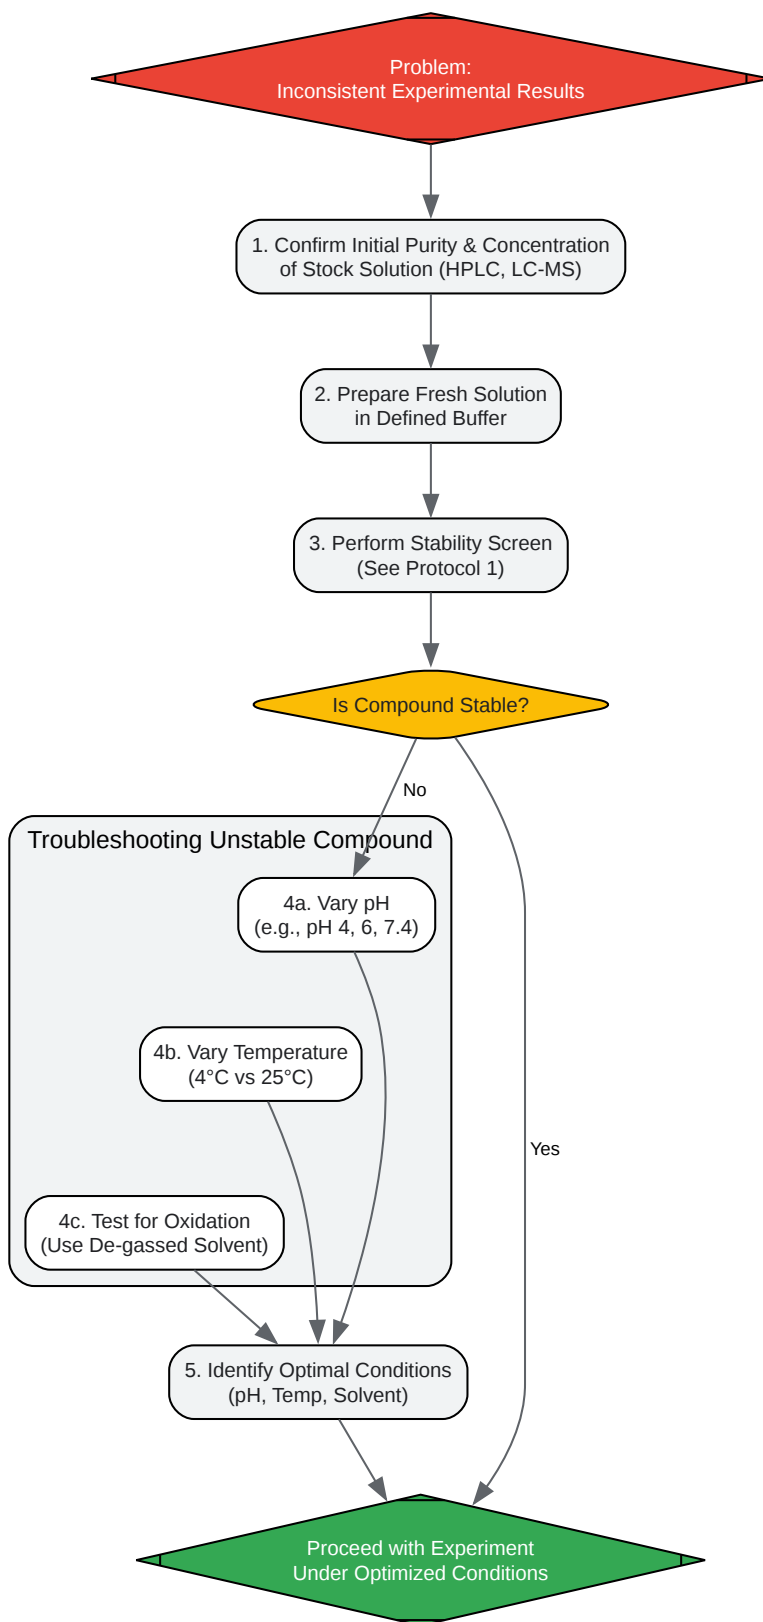 Problem:
Inconsistent Experimental Results
1. Confirm Initial Purity & Concentration
of Stock Solution (HPLC, LC-MS)
2. Prepare Fresh Solution
in Defined Buffer
3. Perform Stability Screen
(See Protocol 1)
Is Compound Stable?
No
Troubleshooting Unstable Compound
4a. Vary pH
(e.g., pH 4, 6, 7.4)
4b. Vary Temperature
(4°C vs 25°C)
Yes
4c. Test for Oxidation
(Use De-gassed Solvent)
5. Identify Optimal Conditions
(pH, Temp, Solvent)
Proceed with Experiment
Under Optimized Conditions